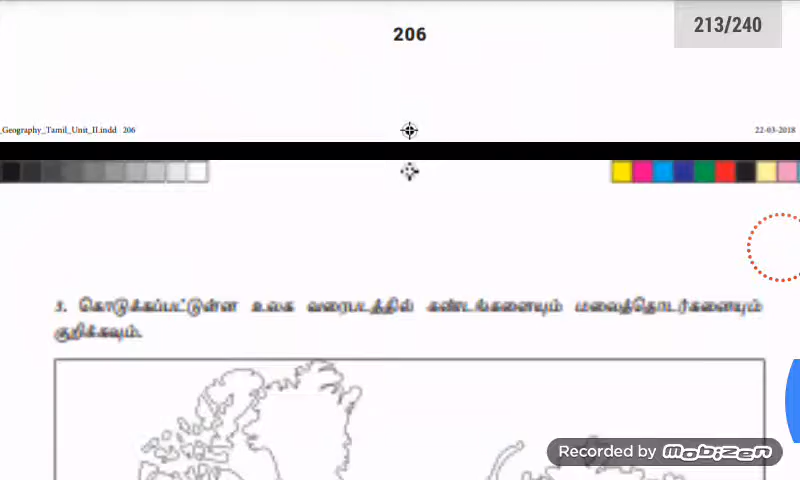 206
213/240
_Geography_Tamil_Unit_II.indd 206
22-03-2018
3. கொடுக்கப்பட்டுள்ள உலக வரைபடத்தில் கண்டங்களையும் மலைத்தொடர்களையும்
குறிக்கவும்.
Recorded by Mobizen